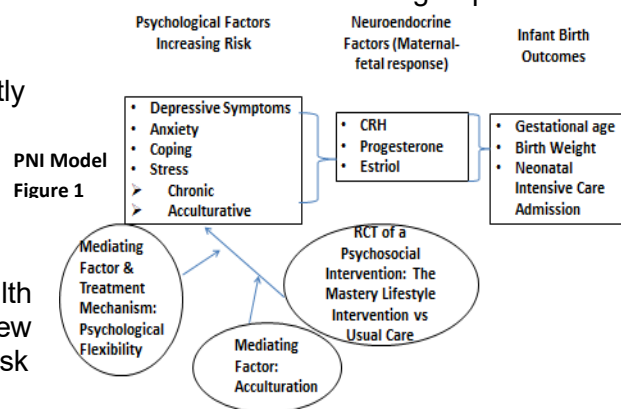 Psychological Factors
Increasing Risk
Neuroendocrine
Factors (Maternal-
fetal response)
Infant Birth
Outcomes
tly
PNI Model
Figure 1
• Depressive Symptoms
• Anxiety
• Coping
• Stress
➤ Chronic
➤ Acculturative
• CRH
• Progesterone
• Estriol
• Gestational age
• Birth Weight
• Neonatal
Intensive Care
Admission
Mediating
Factor &
Treatment
Mechanism:
Psychological
Flexibility
Mediating
Factor:
Acculturation
RCT of a
Psychosocial
Intervention: The
Mastery Lifestyle
Intervention vs
Usual Care
lth
ew
sk